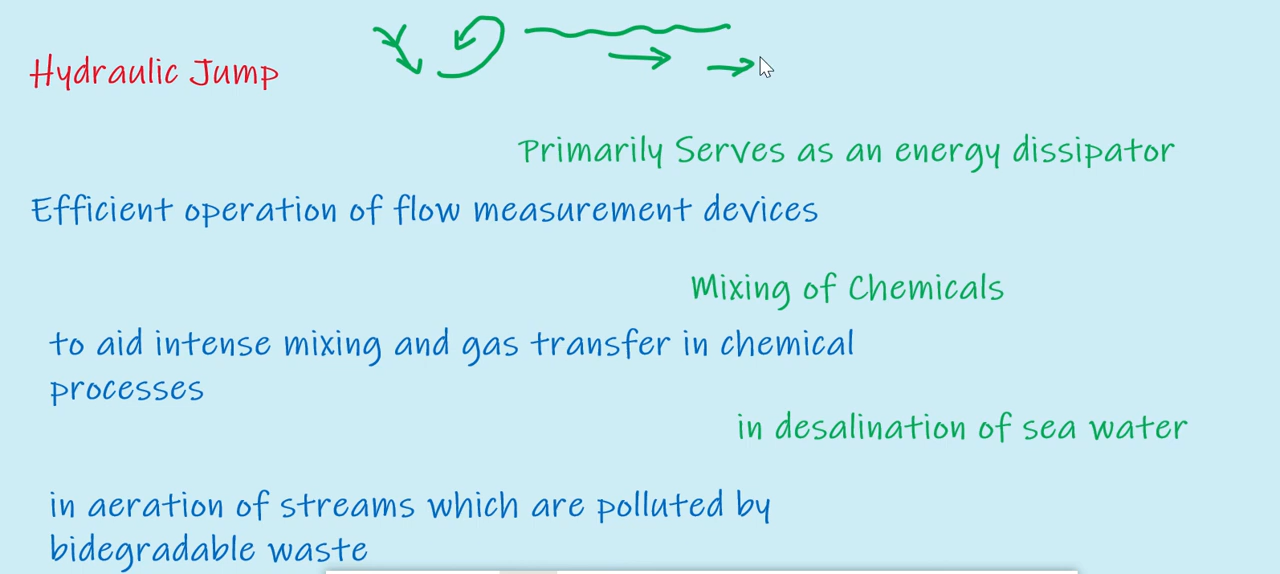 Hydraulic Jump
Primarily Serves as an energy dissipator
Efficient operation of flow measurement devices
Mixing of Chemicals
to aid intense mixing and gas transfer in chemical
processes
in desalination of sea water
in aeration of streams which are polluted by
bidegradable waste